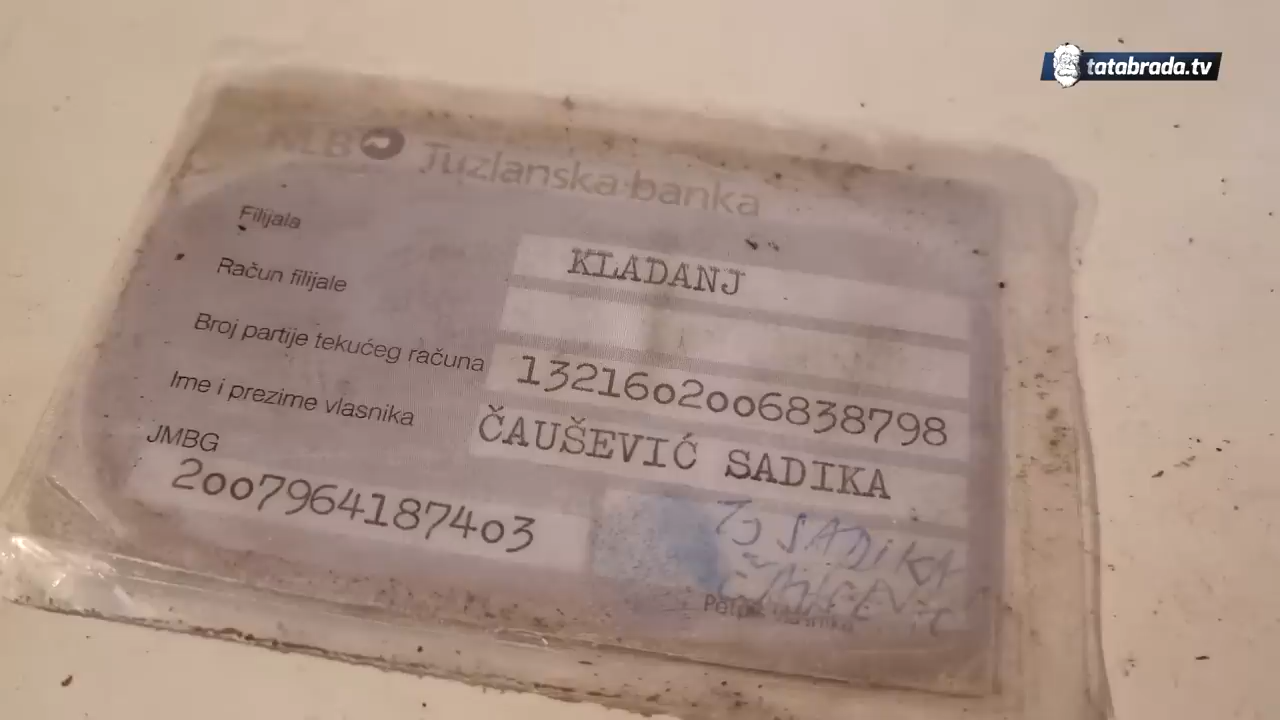 tatabrada.tv
NLB Tuzlanska banka
Filijala KLADANJ
Račun filijale
Broj partije tekućeg računa 1321602006838798
Ime i prezime vlasnika ČAUŠEVIĆ SADIKA
JMBG
2007964187403
SADIKA